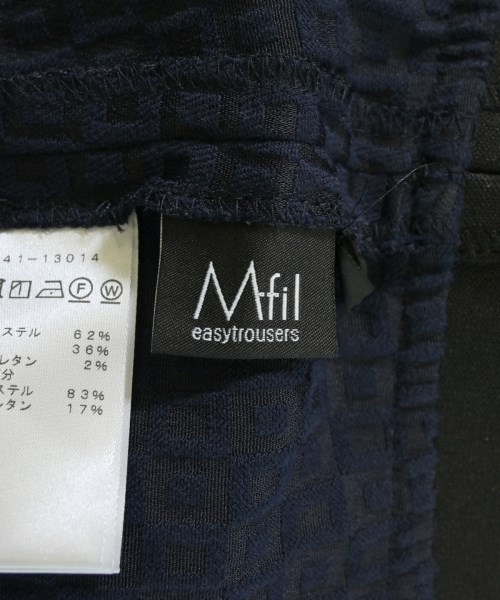 41-13014
F W
ステル 62%
36%
レタン 2%
分
ステル 83%
ンタン 17%
M-fil
easytrousers